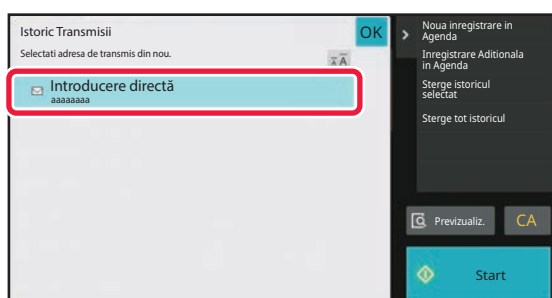 Istoric Transmisii
OK
Selectati adresa de transmis din nou.
A A
Introducere directă
aaaaaaaa
Noua inregistrare in
Agenda
Inregistrare Aditionala
in Agenda
Sterge istoricul
selectat
Sterge tot istoricul
Previzualiz.
CA
Start